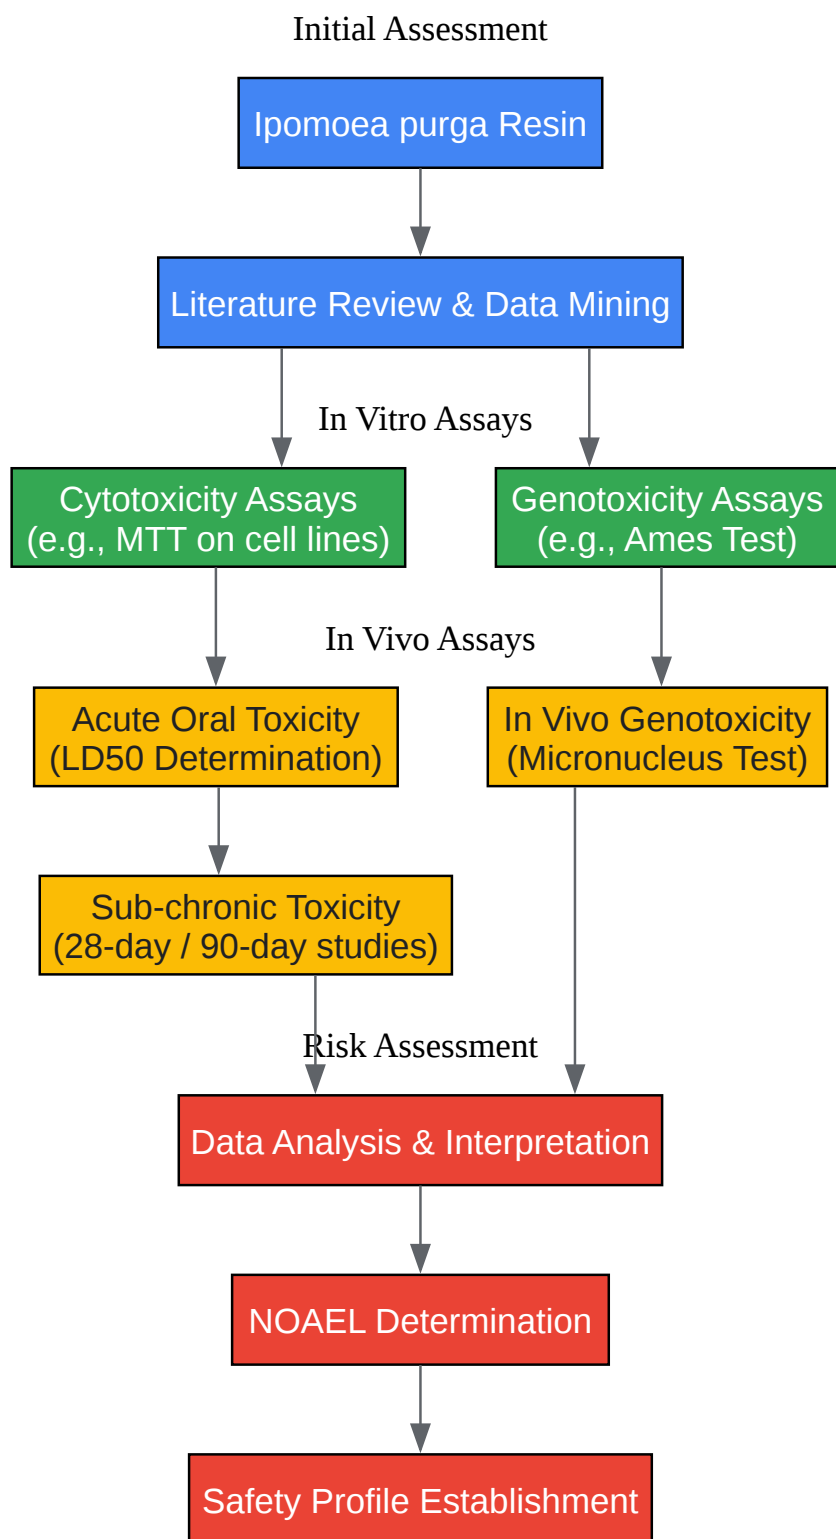 Initial Assessment
Ipomoea purga Resin
Literature Review & Data Mining
In Vitro Assays
Cytotoxicity Assays
(e.g., MTT on cell lines)
Genotoxicity Assays
(e.g., Ames Test)
In Vivo Assays
Acute Oral Toxicity
(LD50 Determination)
In Vivo Genotoxicity
(Micronucleus Test)
Sub-chronic Toxicity
(28-day / 90-day studies)
Risk Assessment
Data Analysis & Interpretation
NOAEL Determination
Safety Profile Establishment